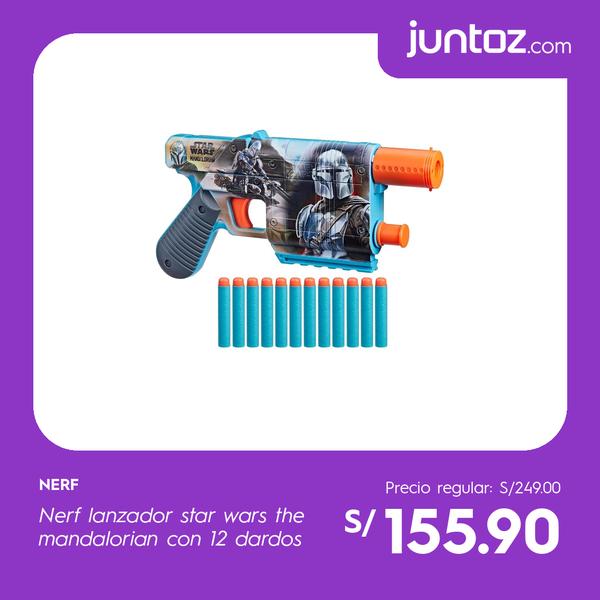 juntoz.com
STAR
WARS
MANDALORIAN
NERF
Nerf lanzador star wars the
mandalorian con 12 dardos
Precio regular: S/249.00
S/155.90